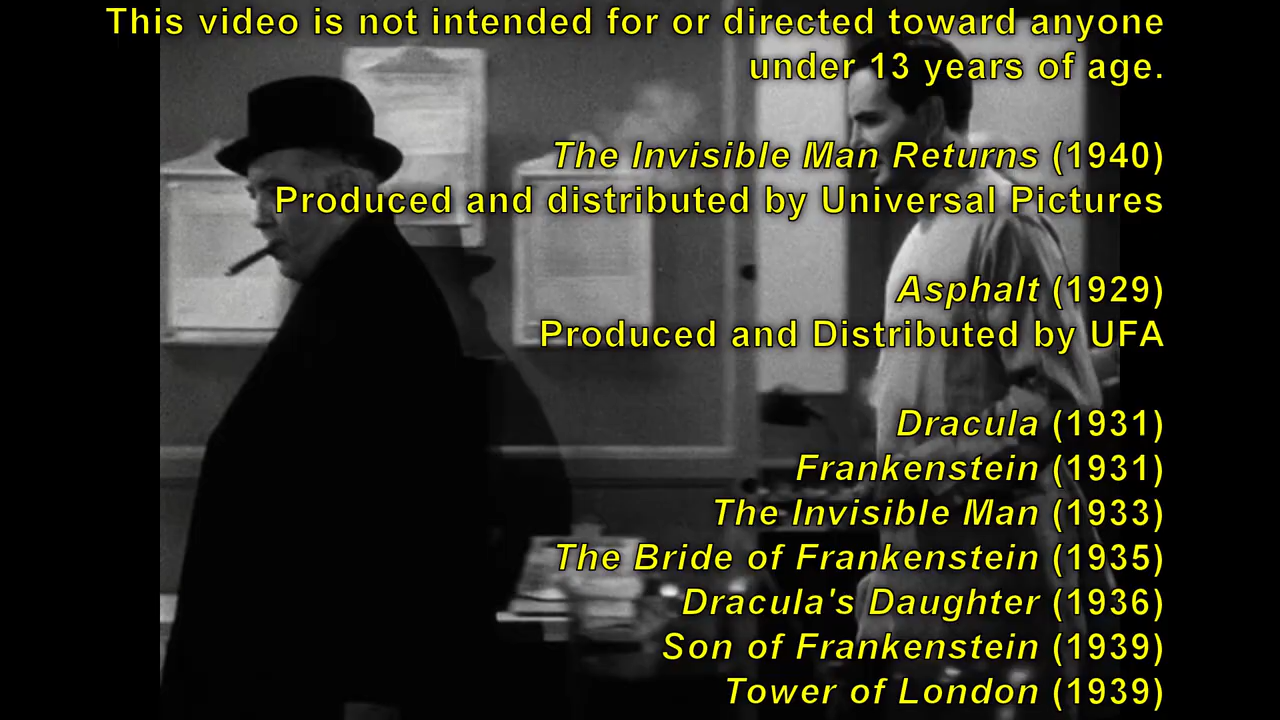 This video is not intended for or directed toward anyone
under 13 years of age.
The Invisible Man Returns (1940)
Produced and distributed by Universal Pictures
Asphalt (1929)
Produced and Distributed by UFA
Dracula (1931)
Frankenstein (1931)
The Invisible Man (1933)
The Bride of Frankenstein (1935)
Dracula's Daughter (1936)
Son of Frankenstein (1939)
Tower of London (1939)